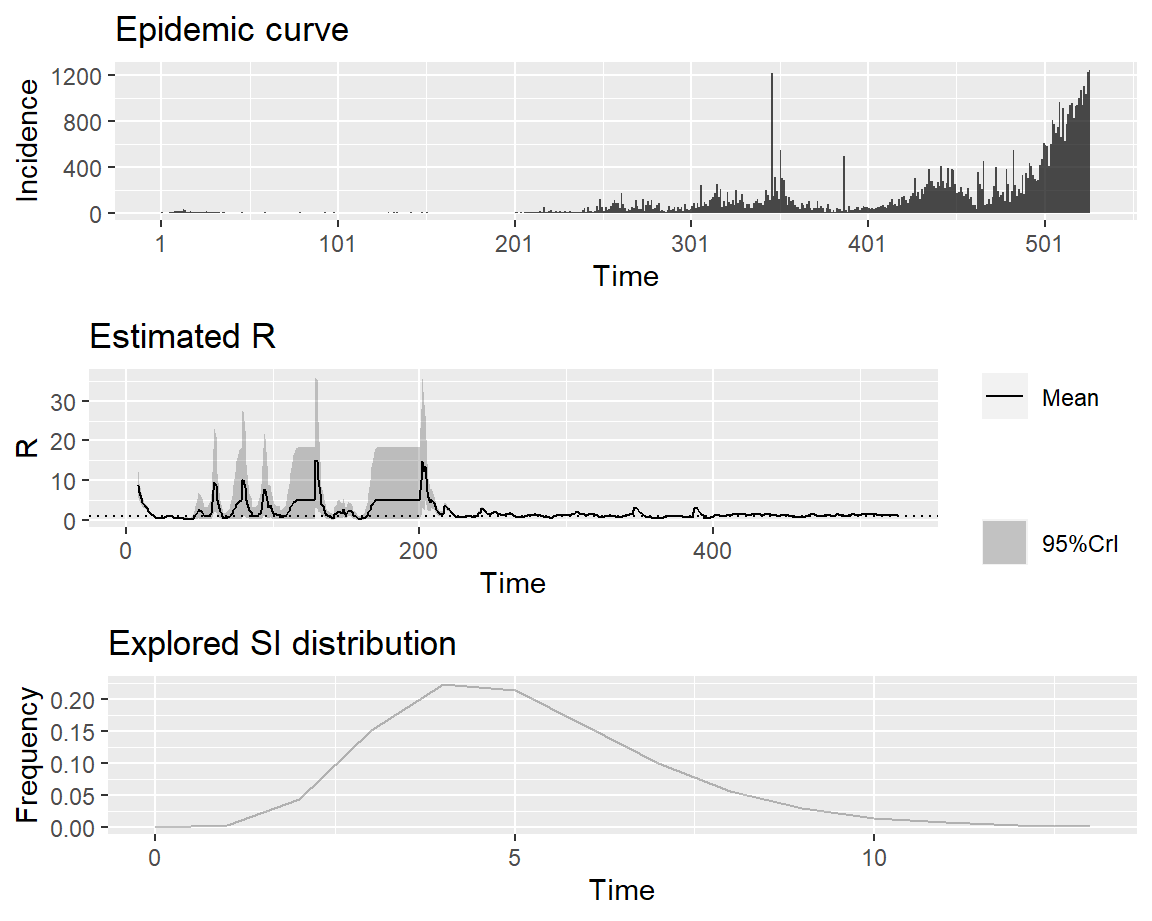 Epidemic curve
1200
800
400
0
Incidence
1 101 201 301 401 501
Time
Estimated R
30
20
10
0
R
0 200 400
Time
Mean
95%CrI
Explored SI distribution
0.20
0.15
0.10
0.05
0.00
Frequency
0 5 10
Time